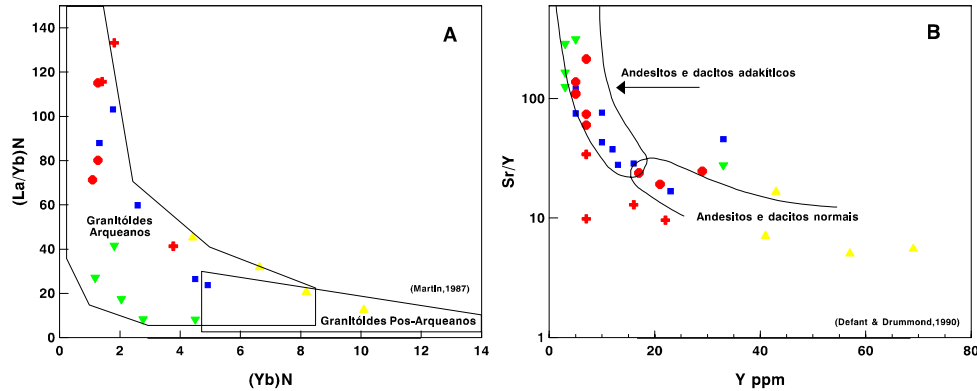 A
(La/Yb)N
150
140
120
100
80
60
40
20
0
Granitóides
Arqueanos
(Martin,1987)
Granitóides Pos-Arqueanos
0 2 4 6 8 10 12 14
(Yb)N
B
Sr/Y
100
10
1
Andesitos e dacitos adakíticos
Andesitos e dacitos normais
(Defant & Drummond,1990)
0 20 40 60 80
Y ppm